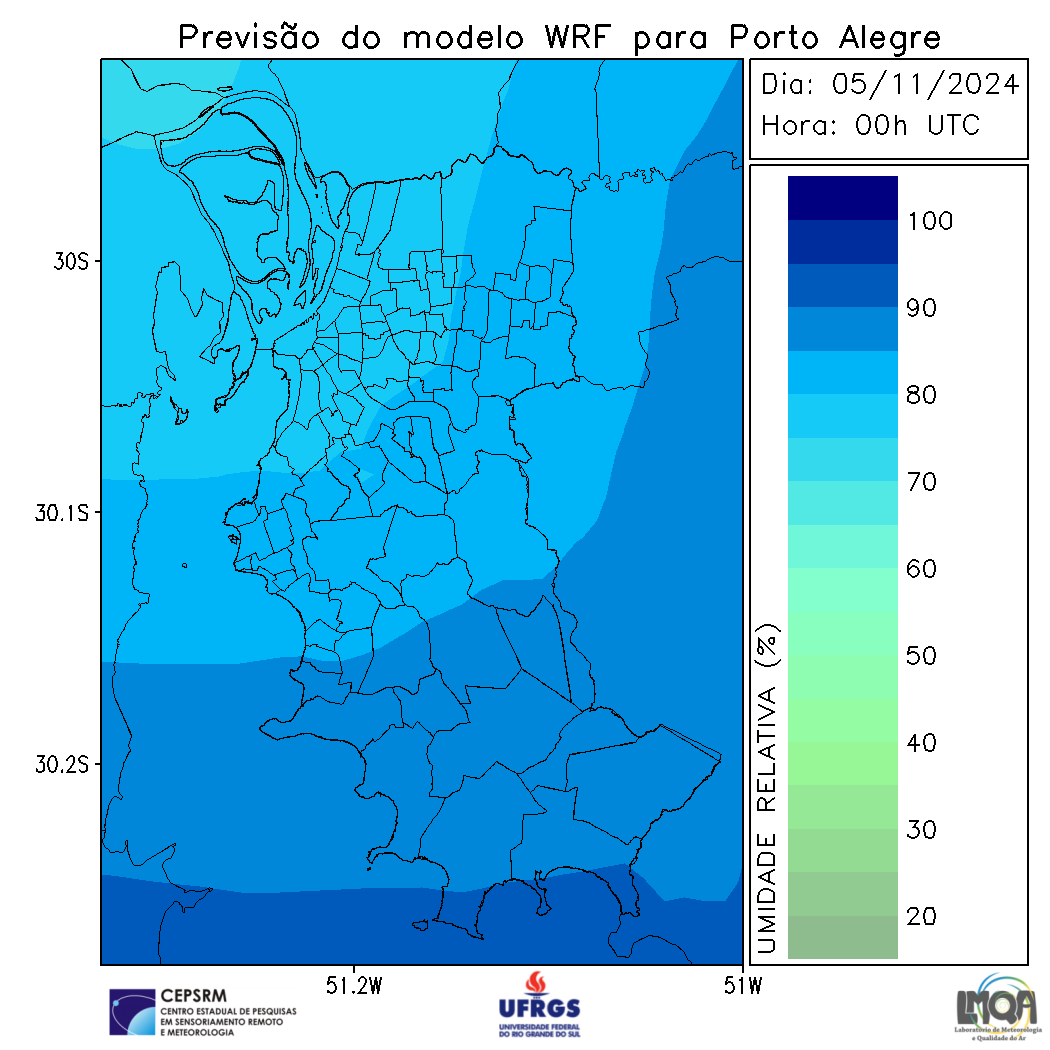 Previsão do modelo WRF para Porto Alegre
Dia: 05/11/2024
Hora: 00h UTC
100
90
80
70
60
50
40
30
20
UMIDADE RELATIVA (%)
30S
30.1S
30.2S
51.2W
51W
CEPSRM
CENTRO ESTADUAL DE PESQUISAS
EM SENSORIAMENTO REMOTO
E METEOROLOGIA
UFRGS
UNIVERSIDADE FEDERAL
DO RIO GRANDE DO SUL
LMQA
Laboratório de Meteorologia
e Qualidade do Ar